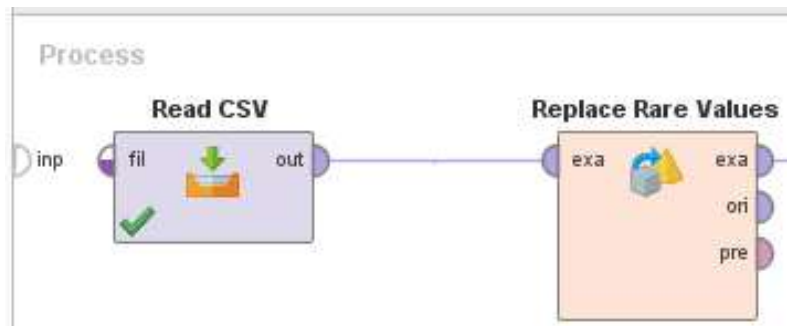 Process
Read CSV
Replace Rare Values
inp
fil
out
exa
exa
ori
pre